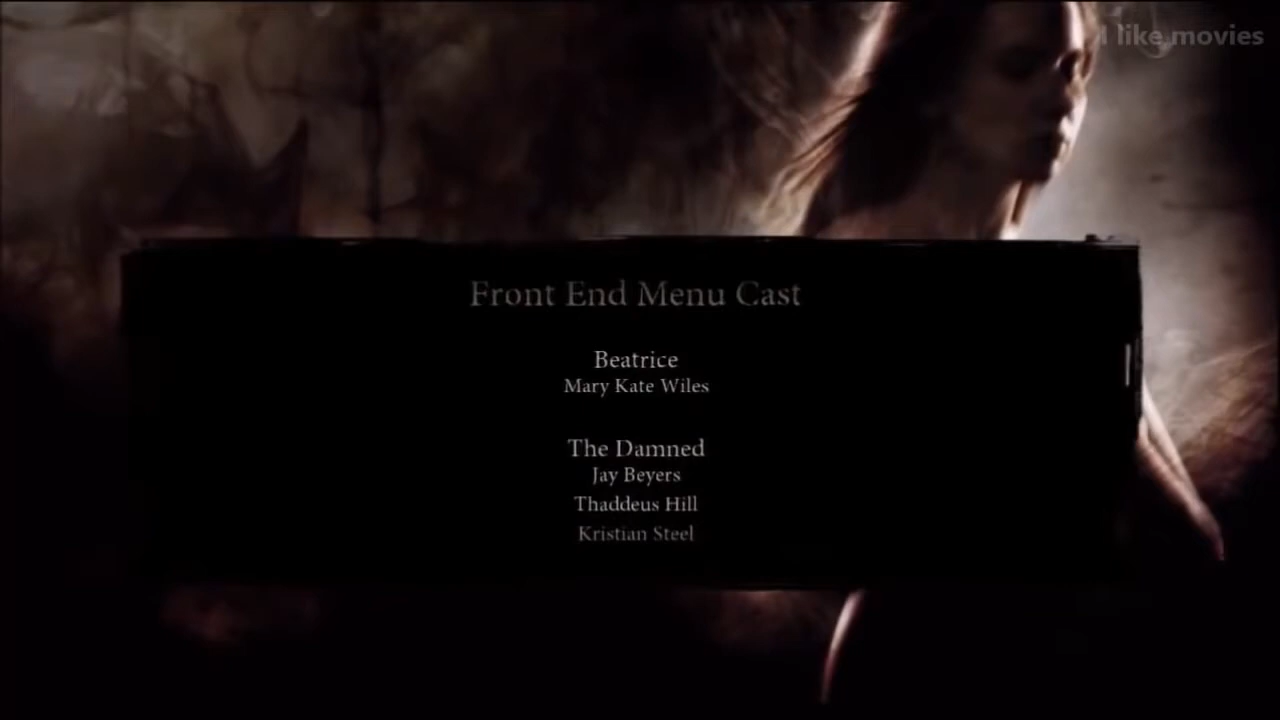 I like movies
Front End Menu Cast
Beatrice
Mary Kate Wiles
The Damned
Jay Beyers
Thaddeus Hill
Kristian Steel